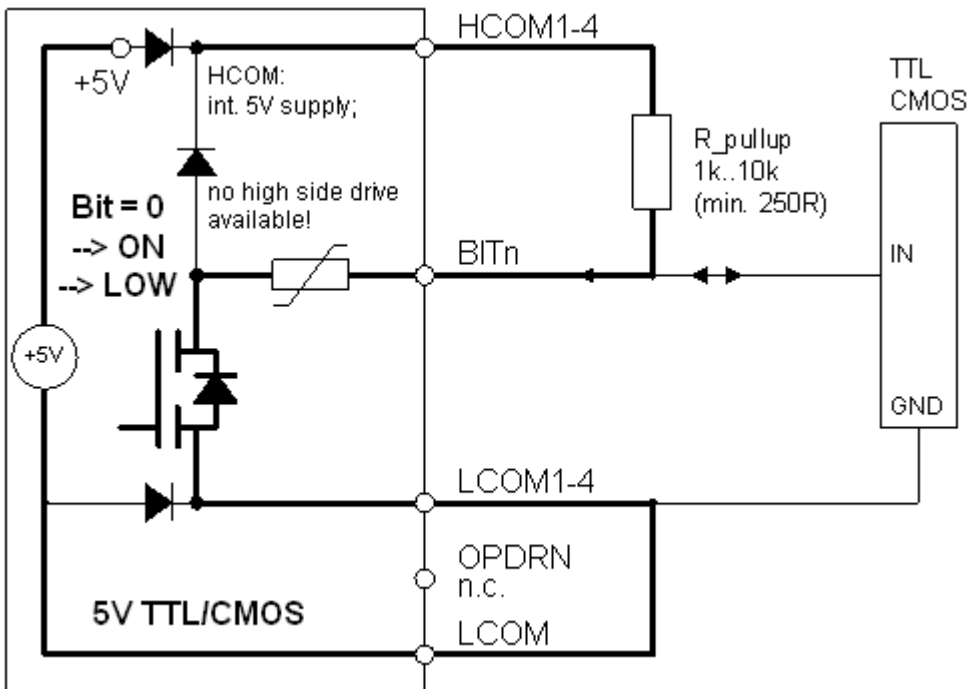 HCOM1-4
+5V
HCOM:
int. 5V supply;
TTL
CMOS
R_pullup
1k..10k
(min. 250R)
no high side drive
available!
Bit = 0
--> ON
--> LOW
BITn
IN
+5V
GND
LCOM1-4
OPDRN
n.c.
5V TTL/CMOS
LCOM